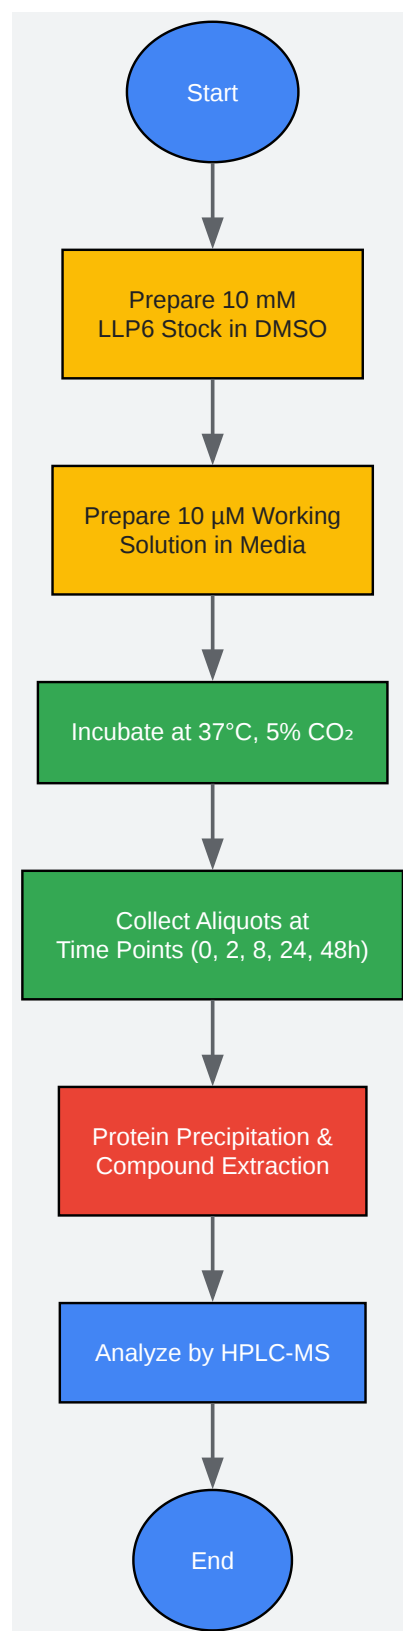 Start
Prepare 10 mM
LLP6 Stock in DMSO
Prepare 10 µM Working
Solution in Media
Incubate at 37°C, 5% CO₂
Collect Aliquots at
Time Points (0, 2, 8, 24, 48h)
Protein Precipitation &
Compound Extraction
Analyze by HPLC-MS
End